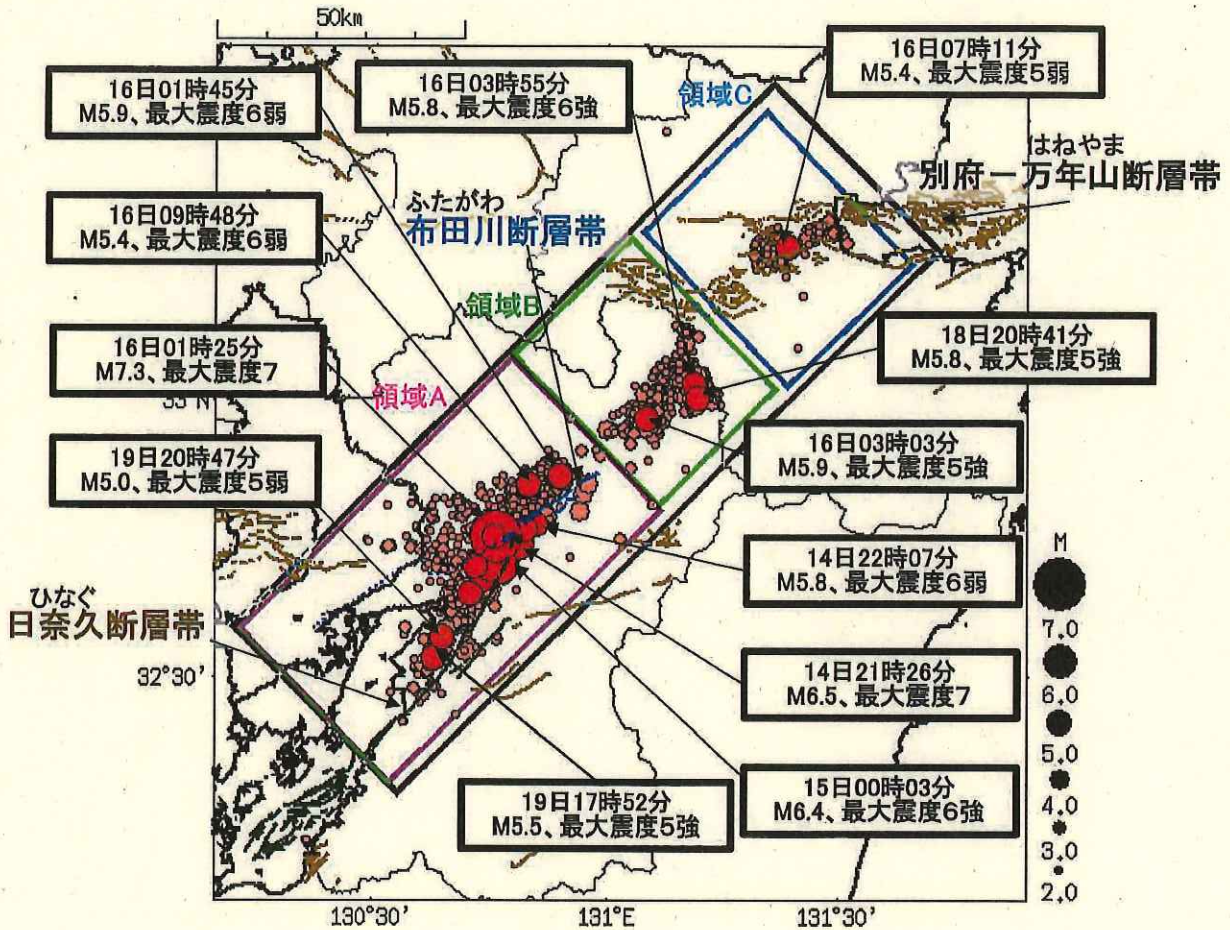 50km
16日01時45分
M5.9、最大震度6弱
16日03時55分
M5.8、最大震度6強
16日07時11分
M5.4、最大震度5弱
領域C
はねやま
別府－万年山断層帯
16日09時48分
M5.4、最大震度6弱
ふたがわ
布田川断層帯
領域B
16日01時25分
M7.3、最大震度7
18日20時41分
M5.8、最大震度5強
領域A
19日20時47分
M5.0、最大震度5弱
16日03時03分
M5.9、最大震度5強
14日22時07分
M5.8、最大震度6弱
ひなぐ
日奈久断層帯
32°30'
14日21時26分
M6.5、最大震度7
19日17時52分
M5.5、最大震度5強
15日00時03分
M6.4、最大震度6強
M
7.0
6.0
5.0
4.0
3.0
2.0
130°30'
131°E
131°30'